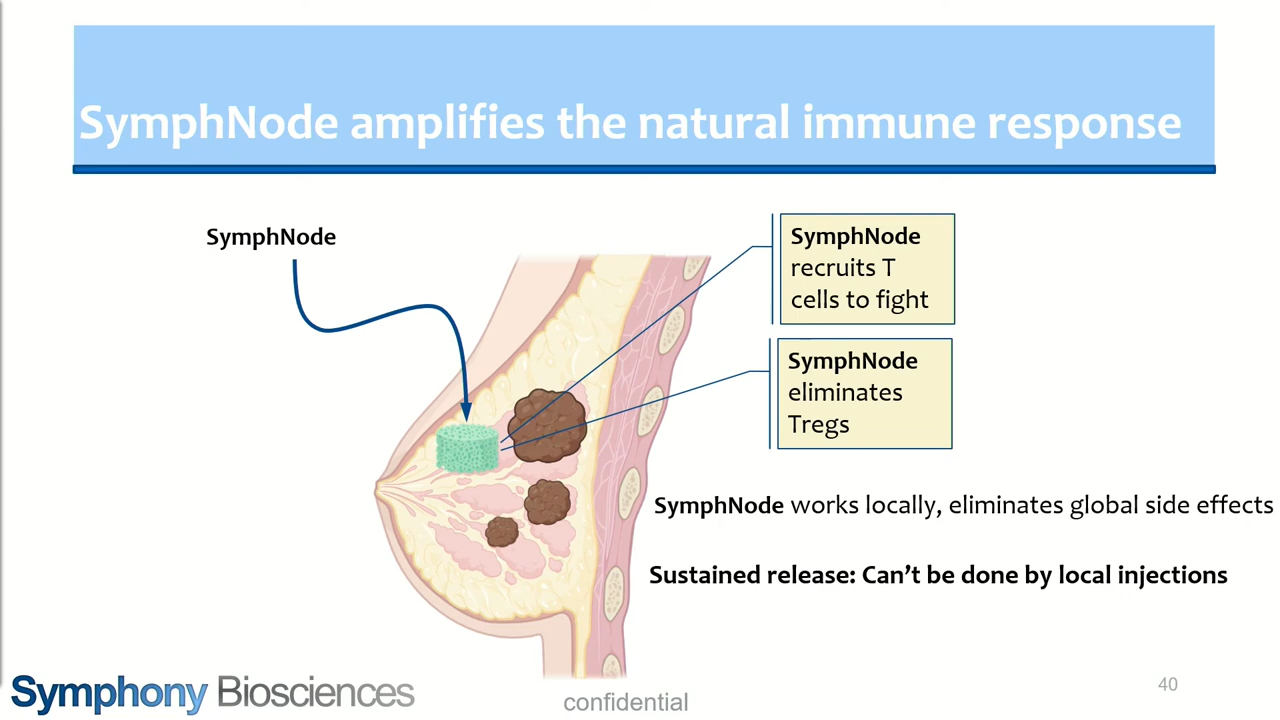 SymphNode amplifies the natural immune response
SymphNode
SymphNode
recruits T
cells to fight
SymphNode
eliminates
Tregs
SymphNode works locally, eliminates global side effects
Sustained release: Can't be done by local injections
Symphony Biosciences
confidential
40